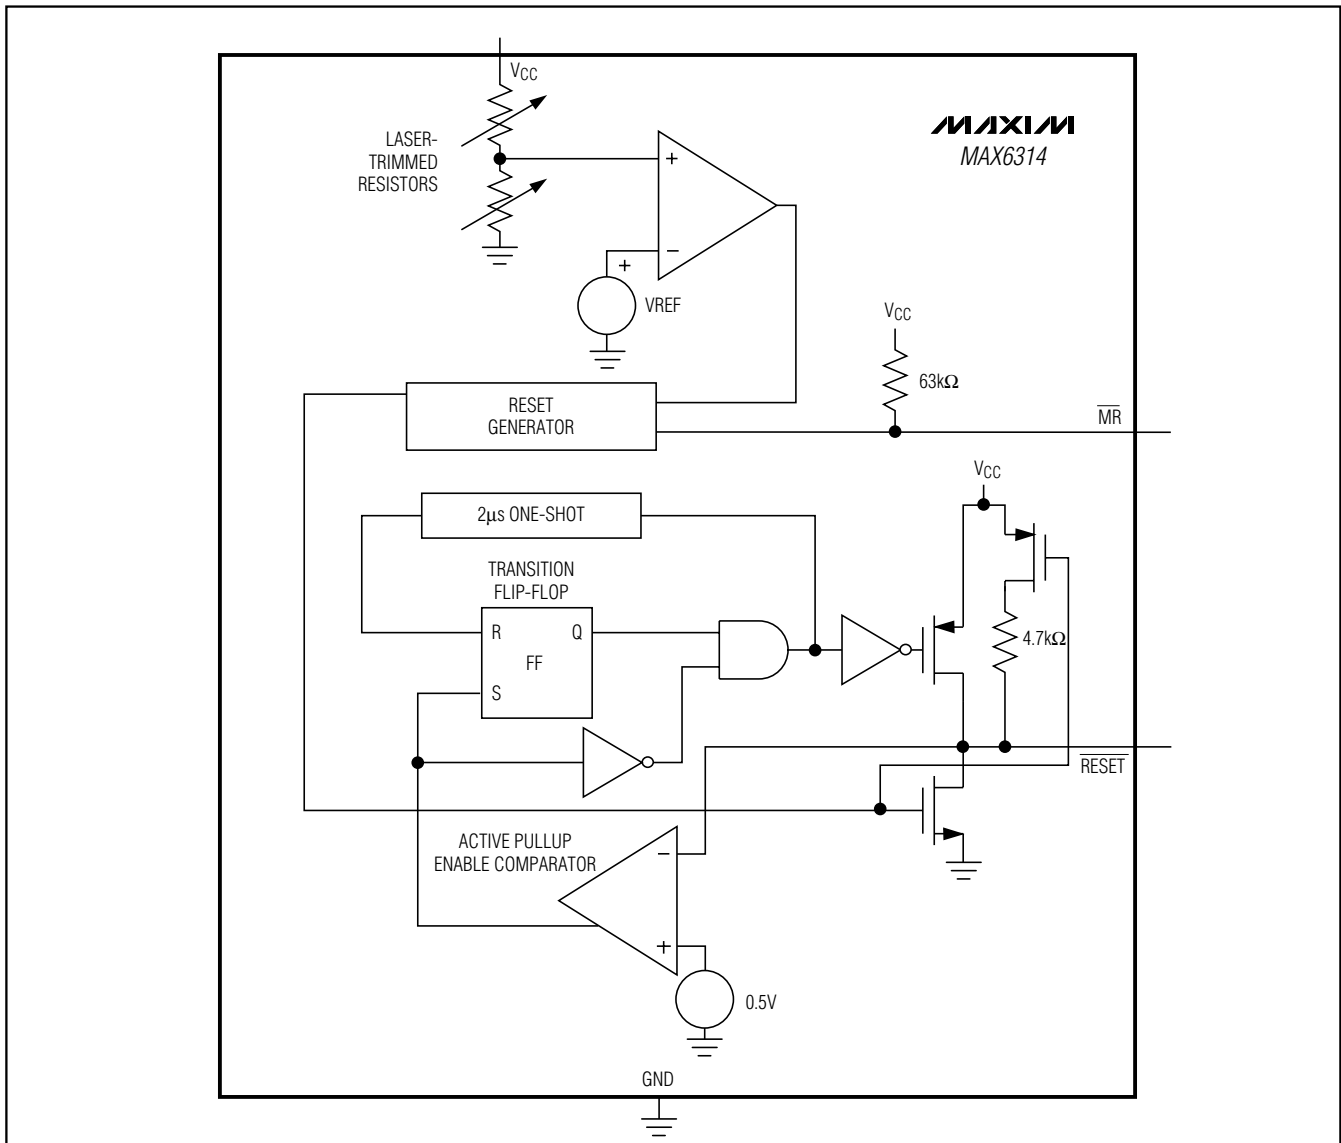 VCC
LASER-
TRIMMED
RESISTORS
MAXIM
MAX6314
+
−
+
VREF
VCC
63kΩ
RESET
GENERATOR
MR
VCC
2μs ONE-SHOT
TRANSITION
FLIP-FLOP
R
Q
4.7kΩ
FF
S
RESET
ACTIVE PULLUP
ENABLE COMPARATOR
−
+
0.5V
GND